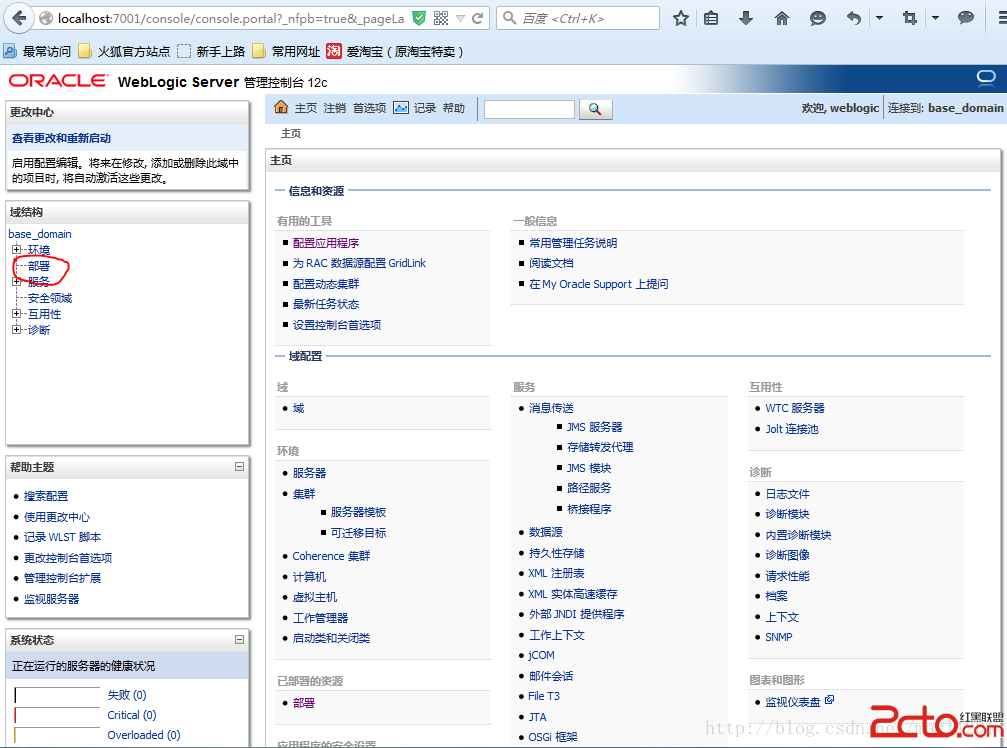 localhost:7001/console/console.portal?_nfpb=true&_pageLa
百度 <Ctrl+K>
最常访问 火狐官方站点 新手上路 常用网址 淘 爱淘宝（原淘宝特卖）
ORACLE WebLogic Server 管理控制台 12c
更改中心
查看更改和重新启动
启用配置编辑。将来在修改, 添加或删除此域中
的项目时, 将自动激活这些更改。
域结构
base_domain
环境
部署
服务
安全领域
互用性
诊断
帮助主题
搜索配置
使用更改中心
记录 WLST 脚本
更改控制台首选项
管理控制台扩展
监视服务器
系统状态
正在运行的服务器的健康状况
失败 (0)
Critical (0)
Overloaded (0)
主页 注销 首选项 记录 帮助
欢迎, weblogic 连接到: base_domain
主页
主页
信息和资源
有用的工具
配置应用程序
为 RAC 数据源配置 GridLink
配置动态集群
最新任务状态
设置控制台首选项
一般信息
常用管理任务说明
阅读文档
在 My Oracle Support 上提问
域配置
域
域
环境
服务器
集群
服务器模板
可迁移目标
Coherence 集群
计算机
虚拟主机
工作管理器
启动类和关闭类
已部署的资源
部署
应用程序的安全设置
服务
消息传送
JMS 服务器
存储转发代理
JMS 模块
路径服务
桥接程序
数据源
持久性存储
XML 注册表
XML 实体高速缓存
外部 JNDI 提供程序
工作上下文
jCOM
邮件会话
File T3
JTA
OSGi 框架
互用性
WTC 服务器
Jolt 连接池
诊断
日志文件
诊断模块
内置诊断模块
诊断图像
请求性能
档案
上下文
SNMP
图表和图形
监视仪表盘
http://blog.csdn.net/
2cto.com 红黑联盟